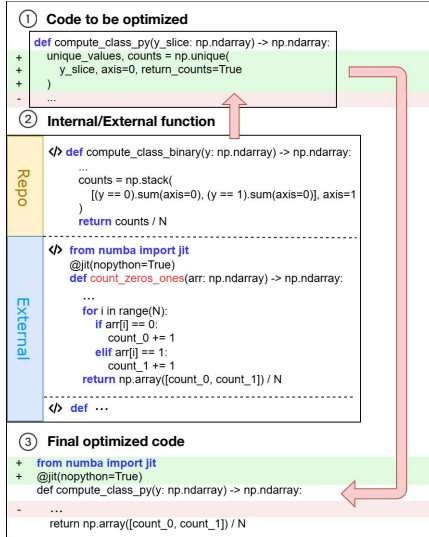 ① Code to be optimized
def compute_class_py(y_slice: np.ndarray) -> np.ndarray:
+ unique_values, counts = np.unique(
+ y_slice, axis=0, return_counts=True
+ )
- ...
② Internal/External function
Repo
</> def compute_class_binary(y: np.ndarray) -> np.ndarray:
...
counts = np.stack(
[(y == 0).sum(axis=0), (y == 1).sum(axis=0)], axis=1
)
return counts / N
External
</> from numba import jit
@jit(nopython=True)
def count_zeros_ones(arr: np.ndarray) -> np.ndarray:
...
for i in range(N):
if arr[i] == 0:
count_0 += 1
elif arr[i] == 1:
count_1 += 1
return np.array([count_0, count_1]) / N
</> def ...
③ Final optimized code
+ from numba import jit
+ @jit(nopython=True)
def compute_class_py(y: np.ndarray) -> np.ndarray:
- ...
return np.array([count_0, count_1]) / N